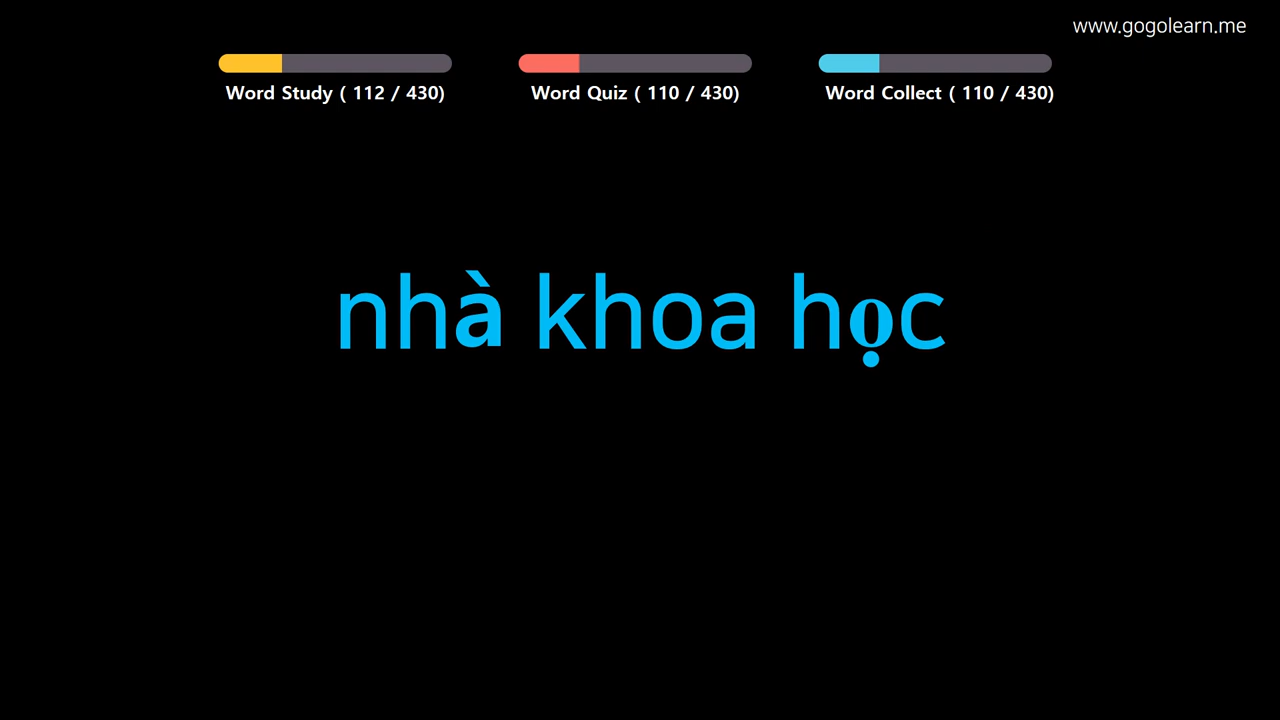 www.gogolearn.me
Word Study ( 112 / 430)
Word Quiz ( 110 / 430)
Word Collect ( 110 / 430)
nhà khoa học